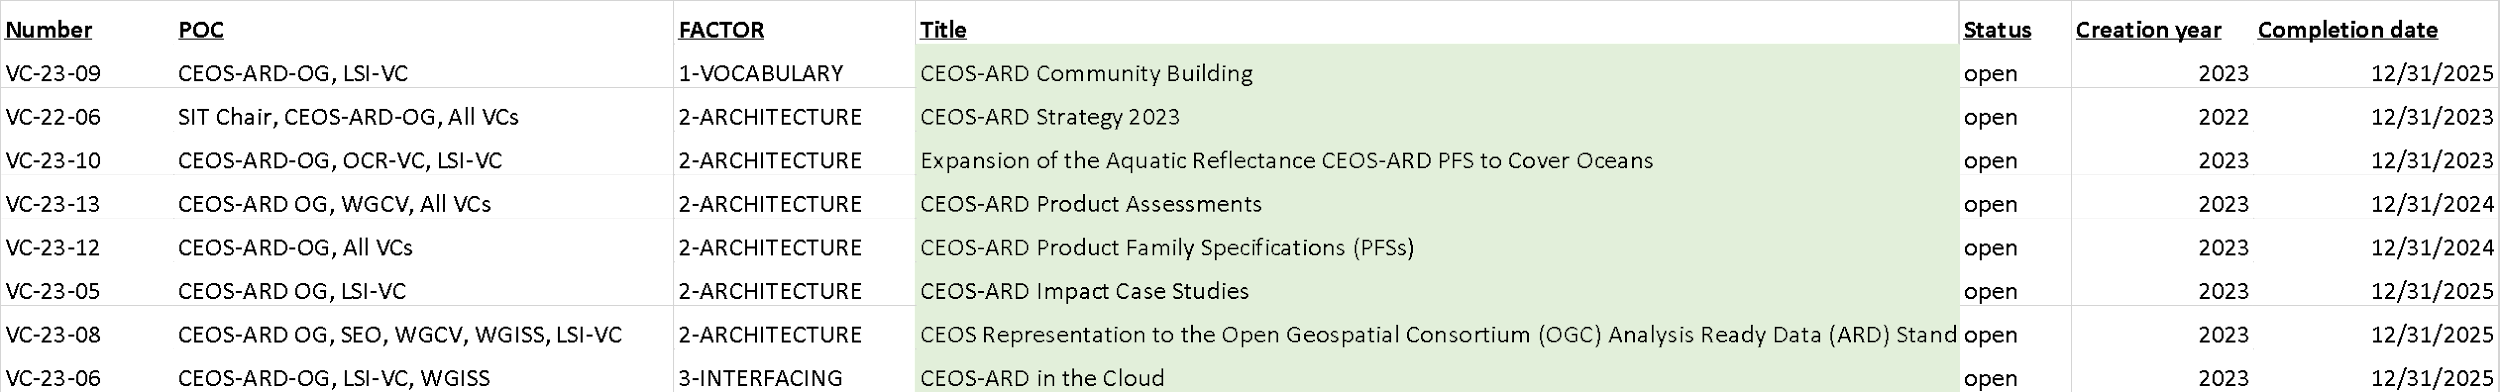 Number POC FACTOR Title Status Creation year Completion date
VC-23-09 CEOS-ARD-OG, LSI-VC 1-VOCABULARY CEOS-ARD Community Building open 2023 12/31/2025
VC-22-06 SIT Chair, CEOS-ARD-OG, All VCs 2-ARCHITECTURE CEOS-ARD Strategy 2023 open 2022 12/31/2023
VC-23-10 CEOS-ARD-OG, OCR-VC, LSI-VC 2-ARCHITECTURE Expansion of the Aquatic Reflectance CEOS-ARD PFS to Cover Oceans open 2023 12/31/2023
VC-23-13 CEOS-ARD OG, WGCV, All VCs 2-ARCHITECTURE CEOS-ARD Product Assessments open 2023 12/31/2024
VC-23-12 CEOS-ARD-OG, All VCs 2-ARCHITECTURE CEOS-ARD Product Family Specifications (PFSs) open 2023 12/31/2024
VC-23-05 CEOS-ARD OG, LSI-VC 2-ARCHITECTURE CEOS-ARD Impact Case Studies open 2023 12/31/2025
VC-23-08 CEOS-ARD OG, SEO, WGCV, WGISS, LSI-VC 2-ARCHITECTURE CEOS Representation to the Open Geospatial Consortium (OGC) Analysis Ready Data (ARD) Stand open 2023 12/31/2025
VC-23-06 CEOS-ARD-OG, LSI-VC, WGISS 3-INTERFACING CEOS-ARD in the Cloud open 2023 12/31/2025